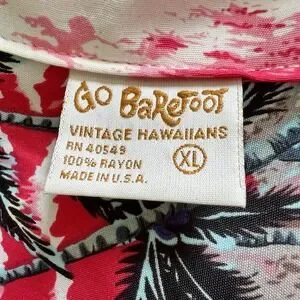 Go Barefoot
VINTAGE HAWAIIANS
RN 40549
100% RAYON
XL
MADE IN U.S.A.